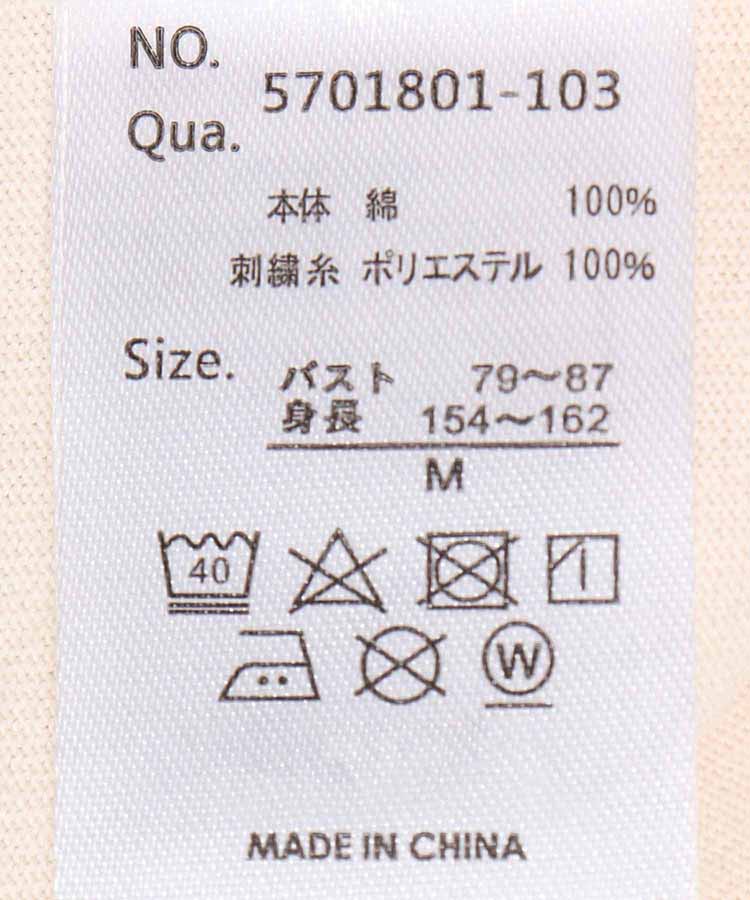 NO. 5701801-103
Qua.
本体 綿 100%
刺繍糸 ポリエステル 100%
Size.
バスト 79～87
身長 154～162
M
40
W
MADE IN CHINA